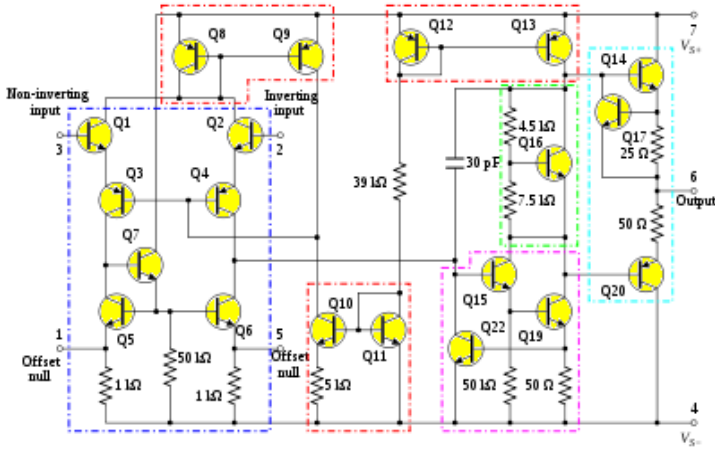 Q8
Q9
Q12
Q13
7
V_S+
Q14
Non-inverting
input
3
Q1
Q2
Inverting
input
2
4.5 kΩ
Q16
Q17
25 Ω
6
Output
Q3
Q4
39 kΩ
30 pF
7.5 kΩ
50 Ω
Q7
Q15
Q20
1
Offset
null
Q5
Q6
5
Offset
null
Q10
Q11
Q22
Q19
1 kΩ
50 kΩ
1 kΩ
5 kΩ
50 kΩ
50 Ω
4
V_S−